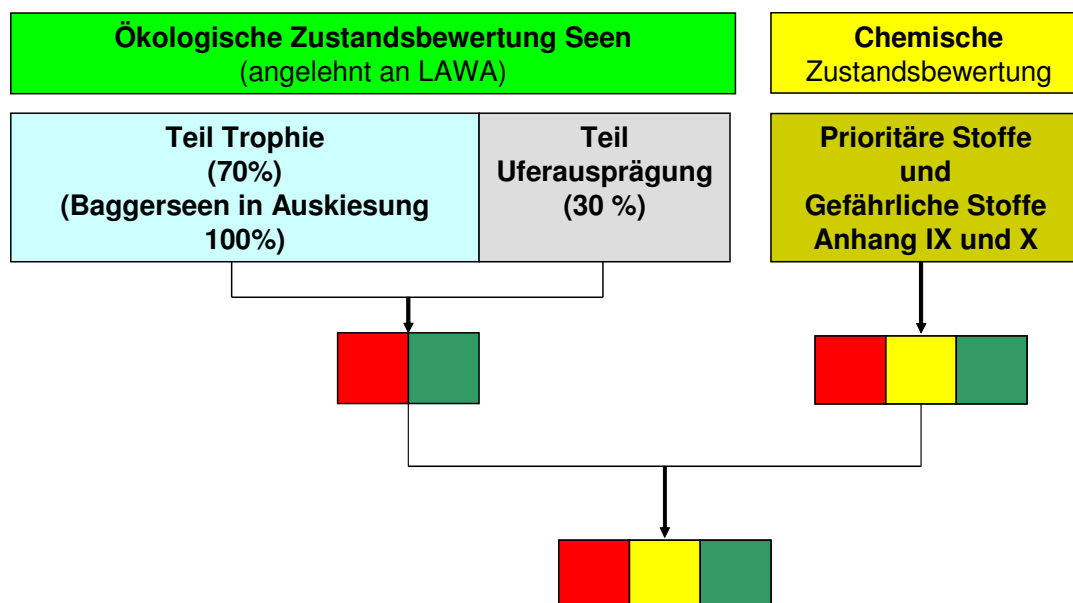 Ökologische Zustandsbewertung Seen
(angelehnt an LAWA)
Chemische
Zustandsbewertung
Teil Trophie
(70%)
(Baggerseen in Auskiesung
100%)
Teil
Uferausprägung
(30 %)
Prioritäre Stoffe
und
Gefährliche Stoffe
Anhang IX und X